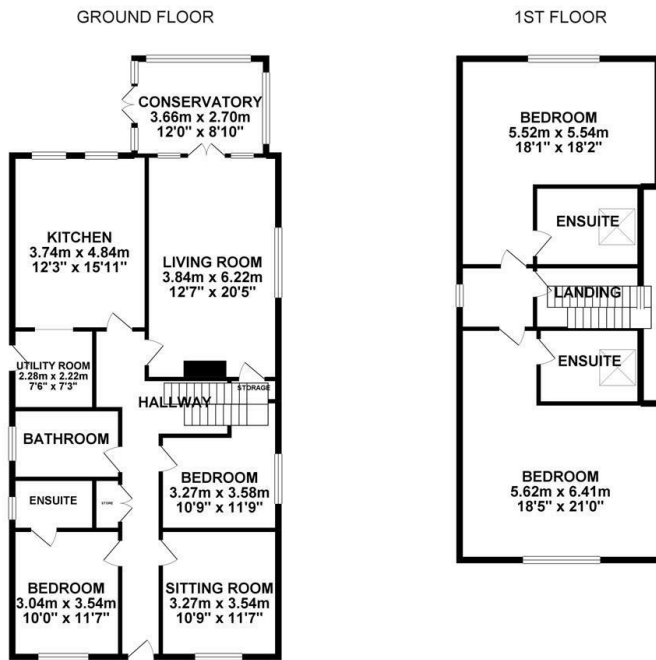 GROUND FLOOR
CONSERVATORY
3.66m x 2.70m
12'0" x 8'10"
KITCHEN
3.74m x 4.84m
12'3" x 15'11"
LIVING ROOM
3.84m x 6.22m
12'7" x 20'5"
UTILITY ROOM
2.28m x 2.22m
7'6" x 7'3"
STORAGE
HALLWAY
BATHROOM
BEDROOM
3.27m x 3.58m
10'9" x 11'9"
ENSUITE
STORE
BEDROOM
3.04m x 3.54m
10'0" x 11'7"
SITTING ROOM
3.27m x 3.54m
10'9" x 11'7"
1ST FLOOR
BEDROOM
5.52m x 5.54m
18'1" x 18'2"
ENSUITE
LANDING
ENSUITE
BEDROOM
5.62m x 6.41m
18'5" x 21'0"